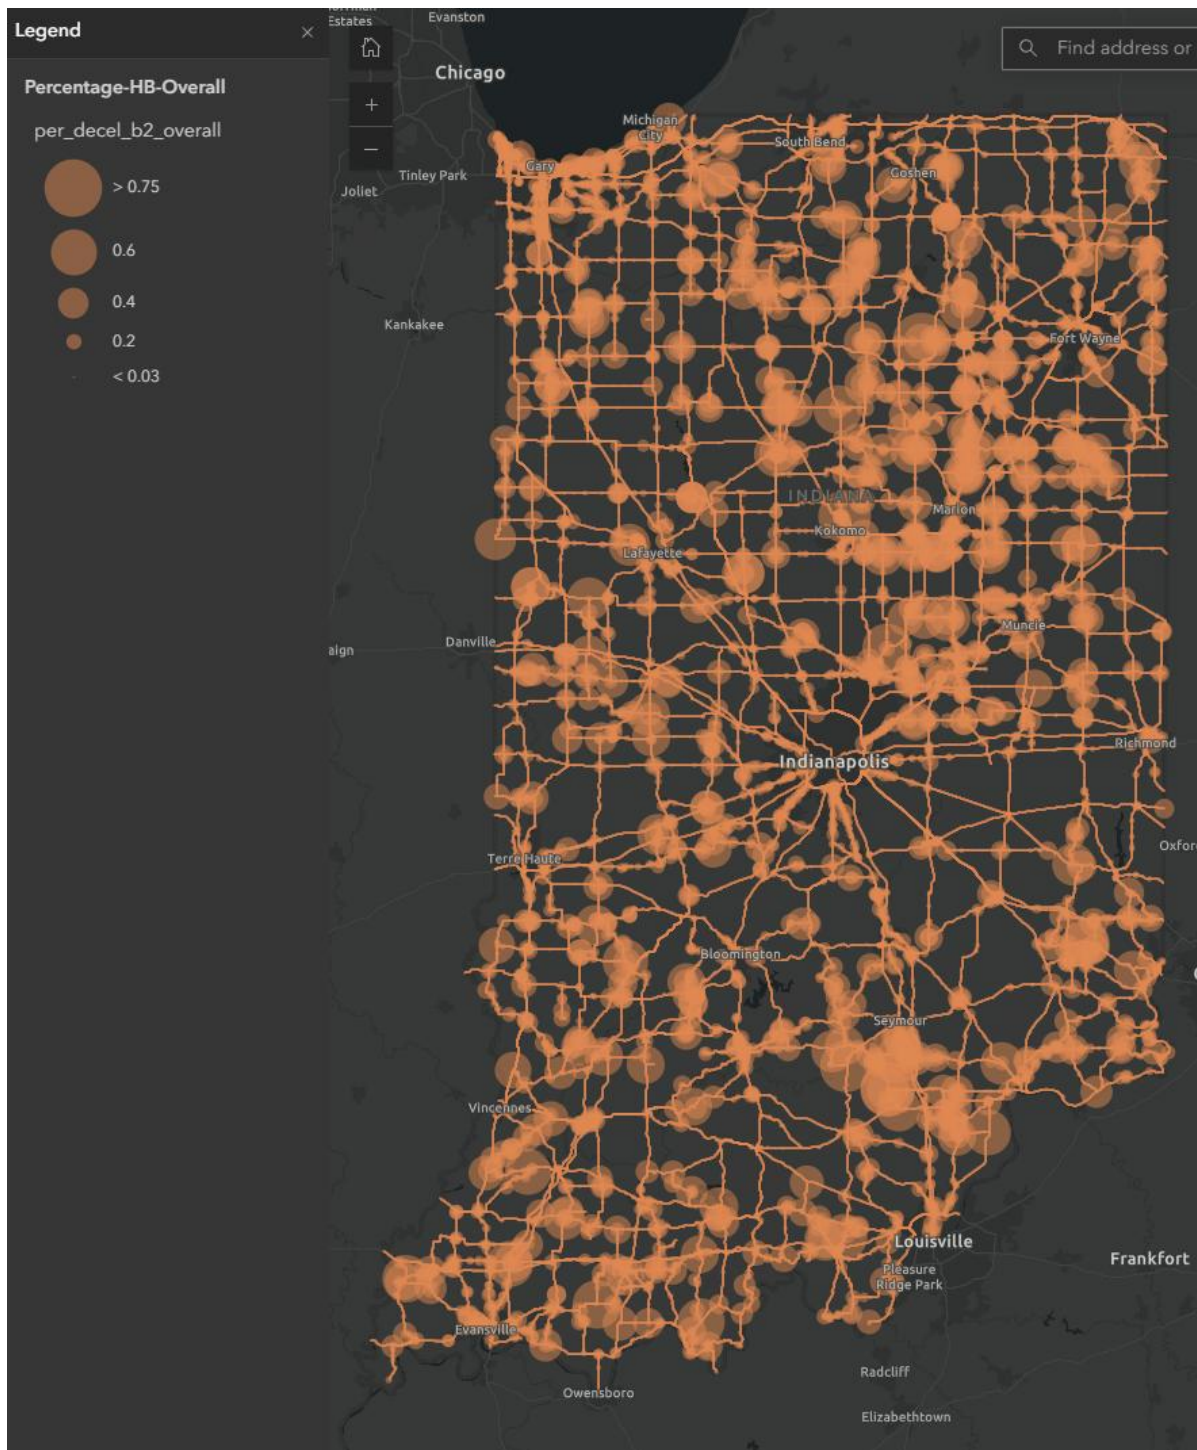 Legend
Percentage-HB-Overall
per_decel_b2_overall
> 0.75
0.6
0.4
0.2
< 0.03
Estates
Evanston
Find address or
Chicago
Michigan
City
South Bend
Gary
Goshen
Tinley Park
Joliet
Kankakee
Fort Wayne
INDIANA
Marion
Kokomo
Lafayette
Muncie
Danville
aign
Richmond
Indianapolis
Terre Haute
Oxfor
Bloomington
Seymour
Vincennes
Louisville
Frankfort
Pleasure
Ridge Park
Evansville
Radcliff
Owensboro
Elizabethtown